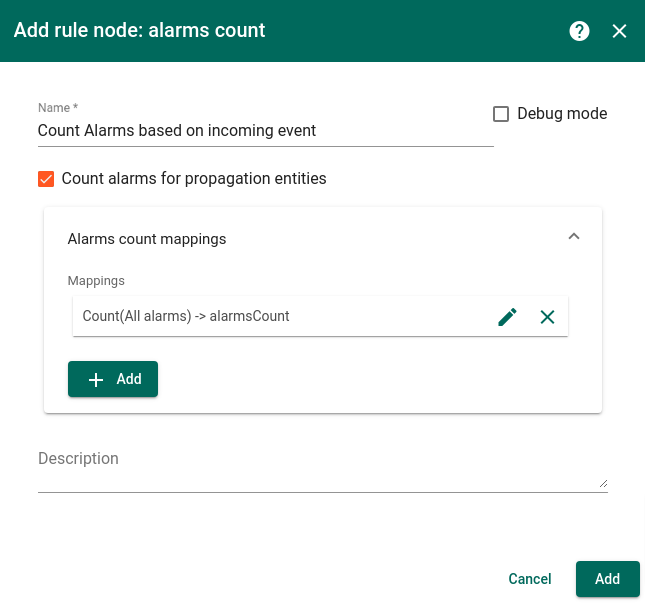 Add rule node: alarms count
?
Name *
Count Alarms based on incoming event
Debug mode
Count alarms for propagation entities
Alarms count mappings
Mappings
Count(All alarms) -> alarmsCount
Add
Description
Cancel
Add